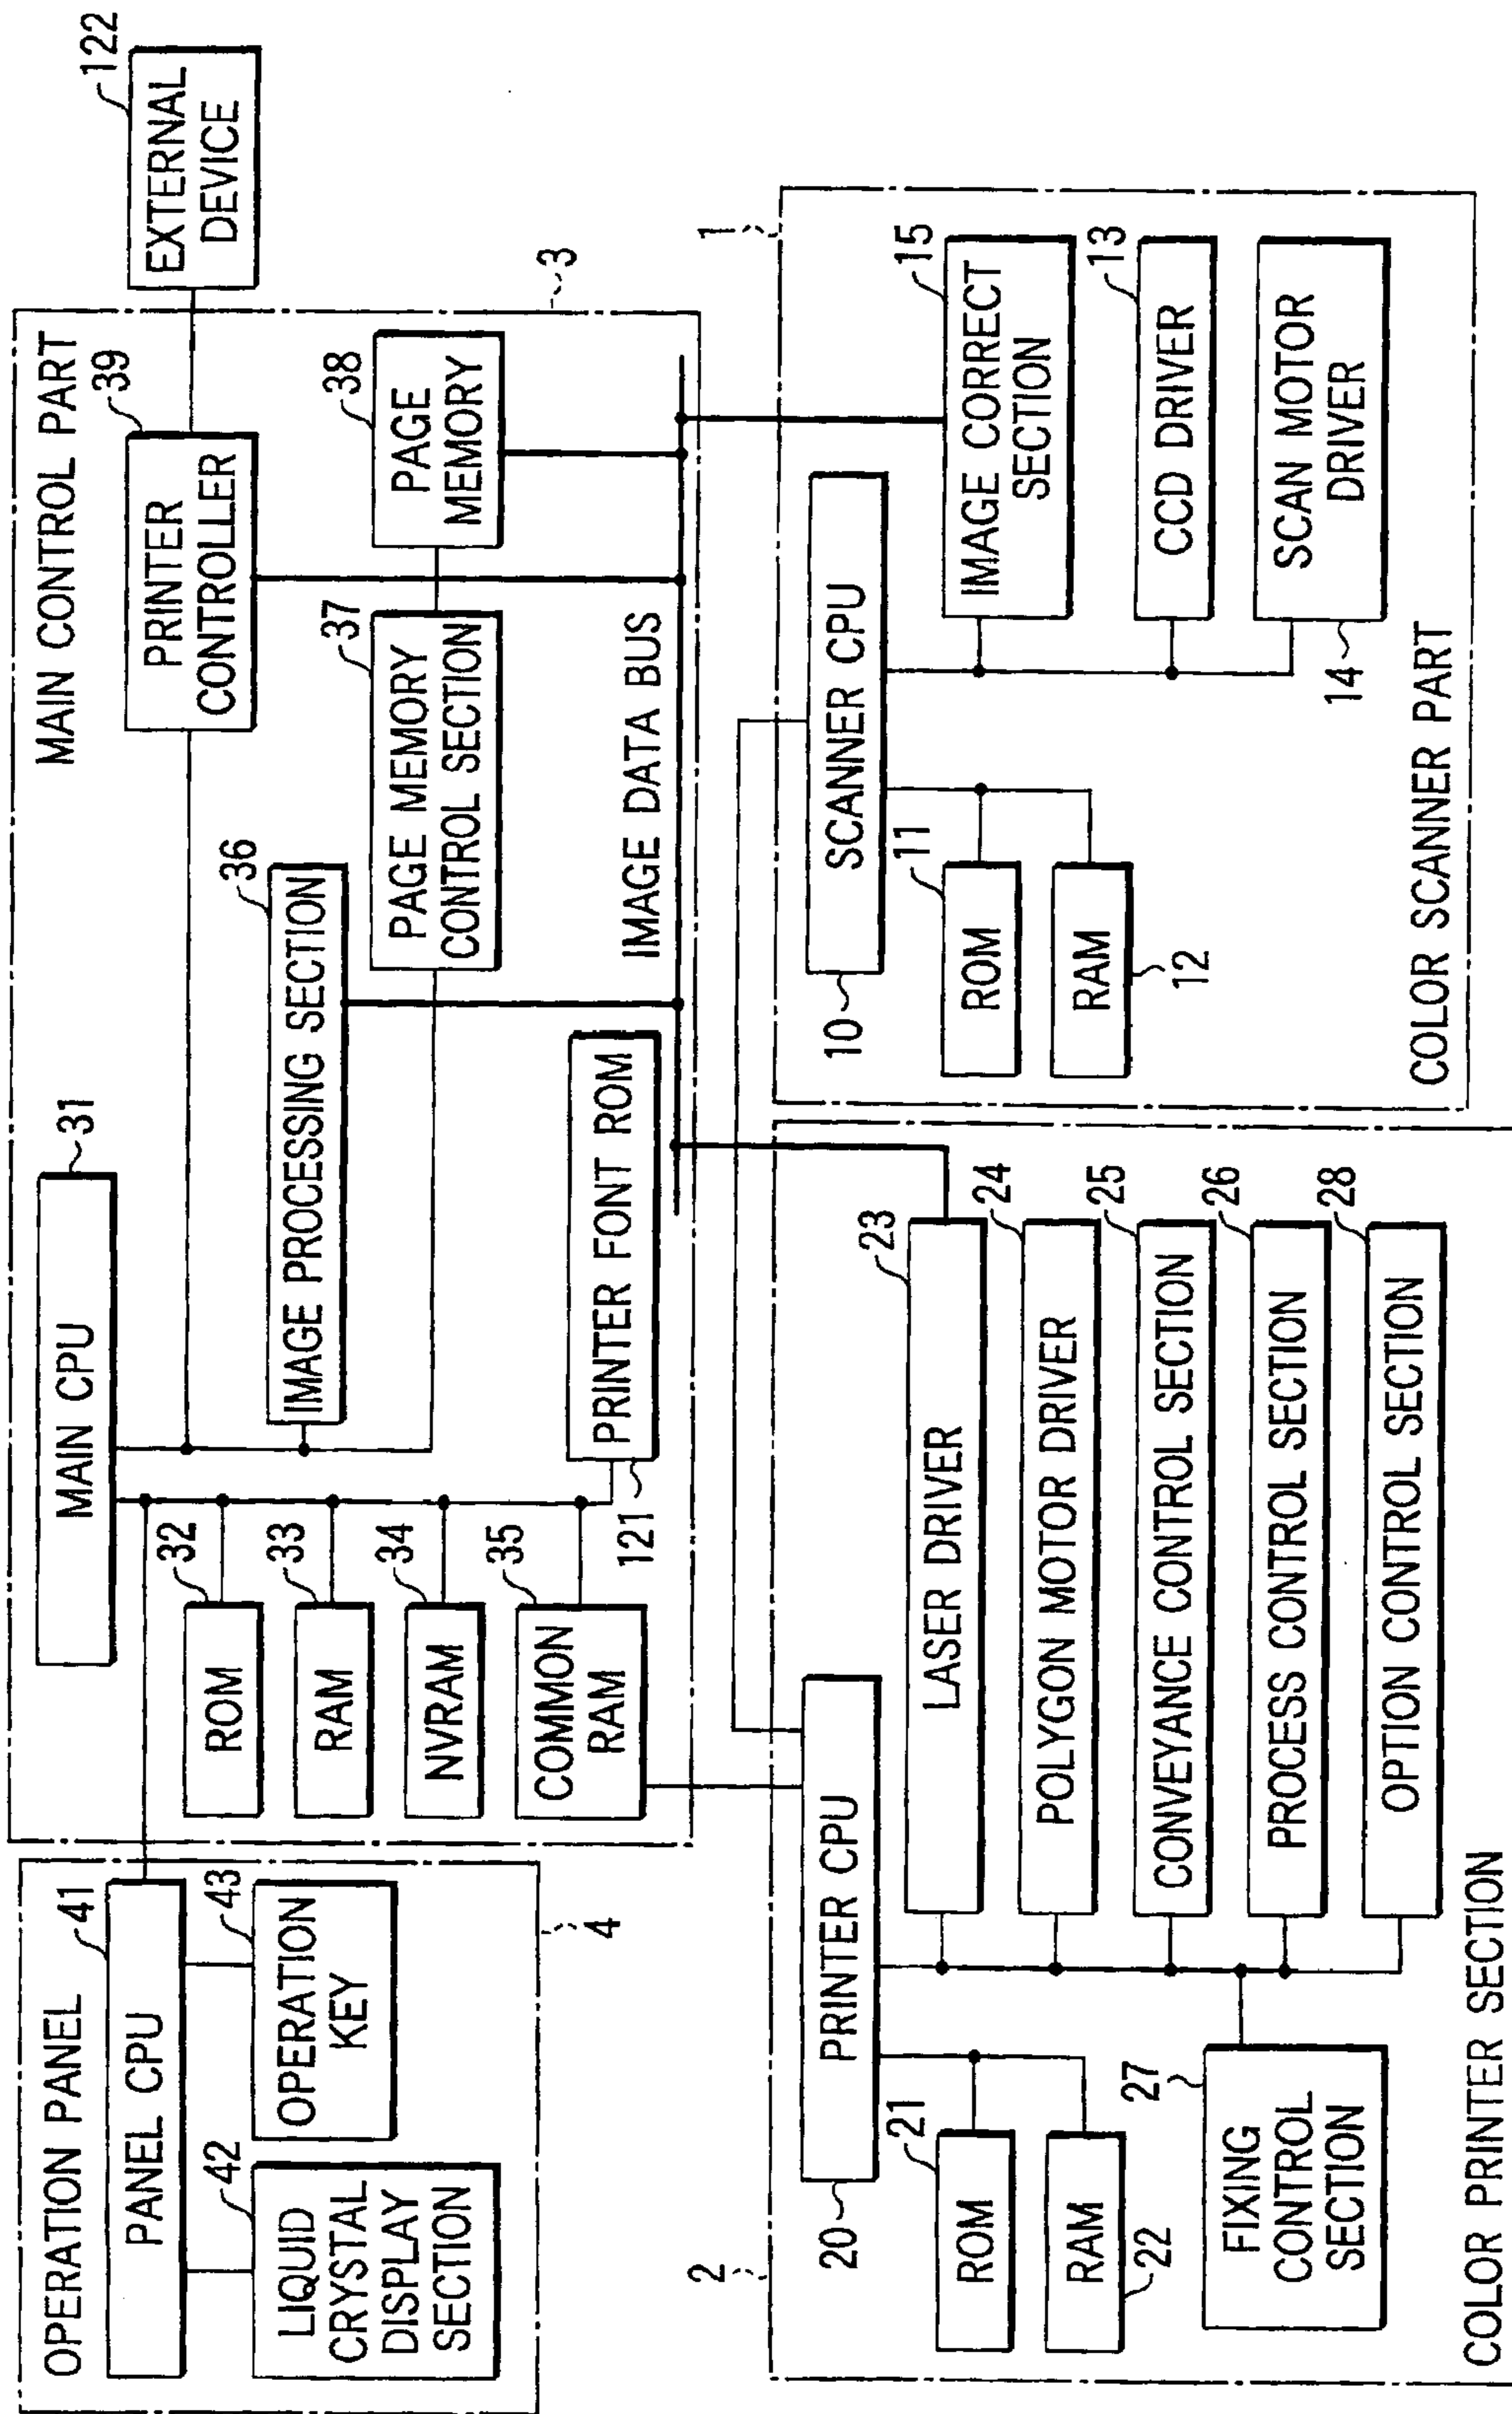 OPERATION PANEL
41
PANEL CPU
42
LIQUID
CRYSTAL
DISPLAY
SECTION
43
OPERATION
KEY
4
MAIN CONTROL PART
31
MAIN CPU
32
ROM
33
RAM
34
NVRAM
35
COMMON
RAM
121
PRINTER FONT ROM
36
IMAGE PROCESSING SECTION
37
PAGE MEMORY
CONTROL SECTION
38
PAGE
MEMORY
39
PRINTER
CONTROLLER
IMAGE DATA BUS
3
122
EXTERNAL
DEVICE
2
20
PRINTER CPU
21
ROM
RAM
22
27
FIXING
CONTROL
SECTION
23
LASER DRIVER
24
POLYGON MOTOR DRIVER
25
CONVEYANCE CONTROL SECTION
26
PROCESS CONTROL SECTION
28
OPTION CONTROL SECTION
COLOR PRINTER SECTION
1
10
SCANNER CPU
11
ROM
RAM
12
15
IMAGE CORRECT
SECTION
13
CCD DRIVER
SCAN MOTOR
DRIVER
14
COLOR SCANNER PART